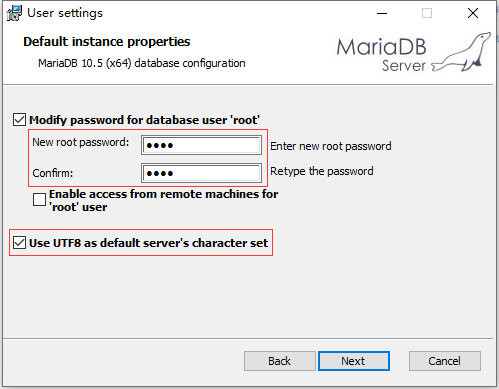 User settings
Default instance properties
MariaDB 10.5 (x64) database configuration
MariaDB
Server
Modify password for database user 'root'
New root password: •••• Enter new root password
Confirm: •••• Retype the password
Enable access from remote machines for
'root' user
Use UTF8 as default server's character set
Back Next Cancel